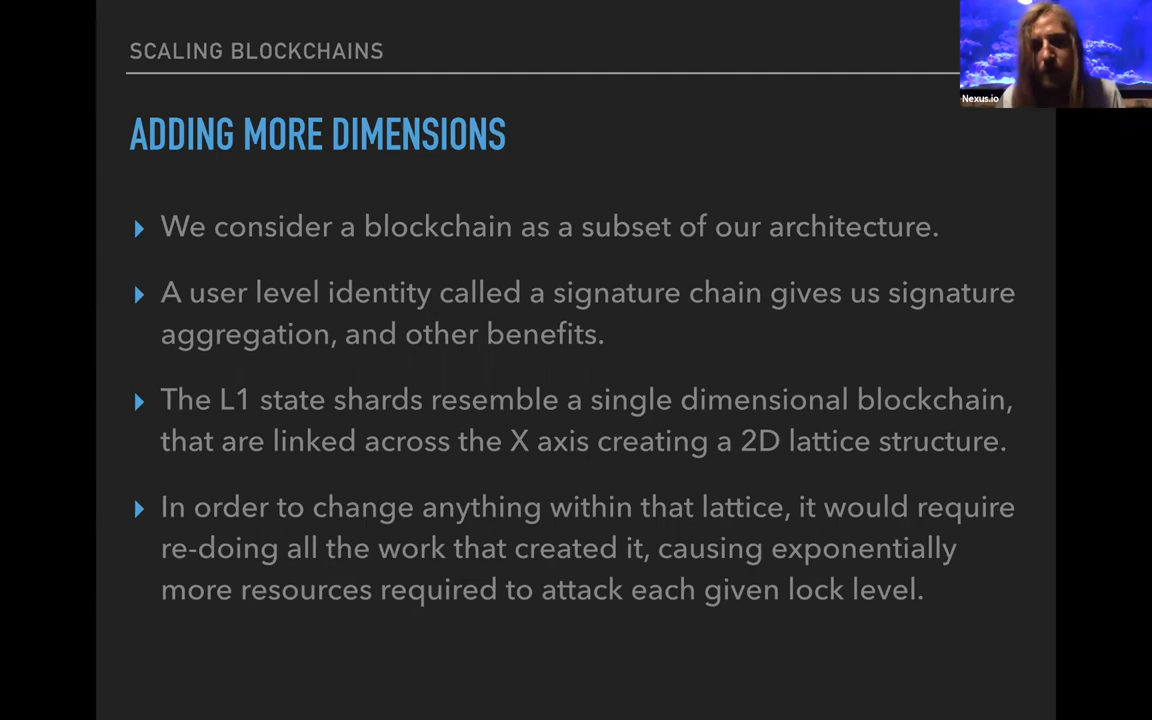 SCALING BLOCKCHAINS
Nexus.io
ADDING MORE DIMENSIONS
We consider a blockchain as a subset of our architecture.
A user level identity called a signature chain gives us signature
aggregation, and other benefits.
The L1 state shards resemble a single dimensional blockchain,
that are linked across the X axis creating a 2D lattice structure.
In order to change anything within that lattice, it would require
re-doing all the work that created it, causing exponentially
more resources required to attack each given lock level.